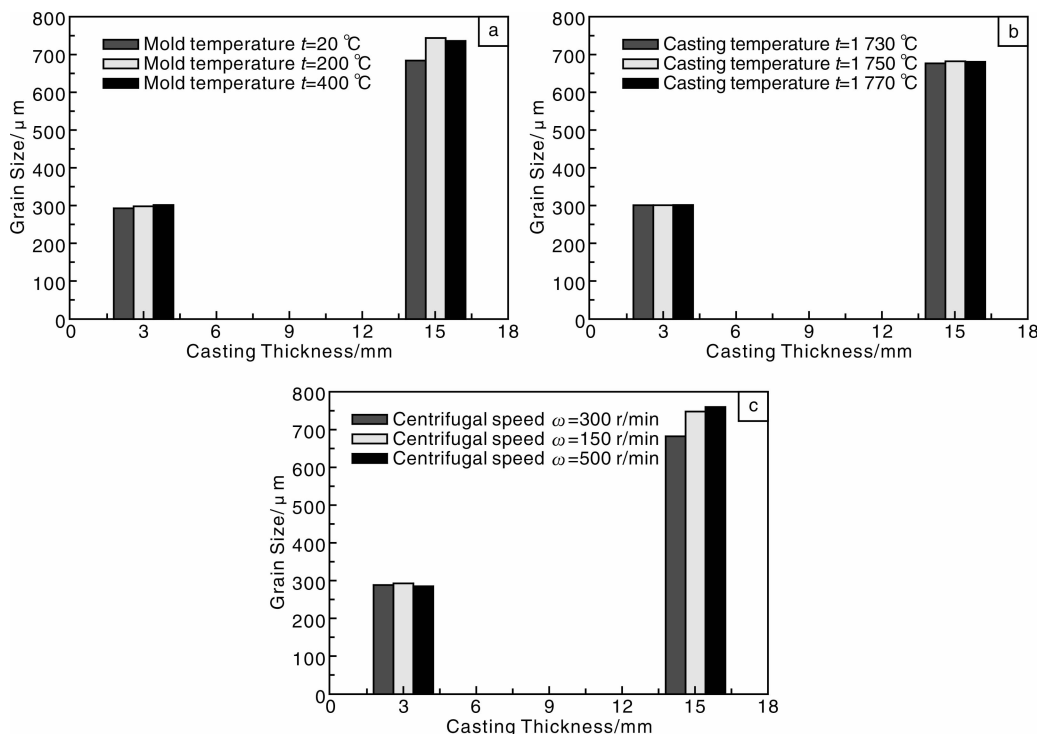 a
Mold temperature t=20 ℃
Mold temperature t=200 ℃
Mold temperature t=400 ℃
800
700
600
500
400
300
200
100
0
Grain Size/μm
0 3 6 9 12 15 18
Casting Thickness/mm
b
Casting temperature t=1 730 ℃
Casting temperature t=1 750 ℃
Casting temperature t=1 770 ℃
800
700
600
500
400
300
200
100
0
Grain Size/μm
0 3 6 9 12 15 18
Casting Thickness/mm
c
Centrifugal speed ω=300 r/min
Centrifugal speed ω=150 r/min
Centrifugal speed ω=500 r/min
800
700
600
500
400
300
200
100
0
Grain Size/μm
0 3 6 9 12 15 18
Casting Thickness/mm